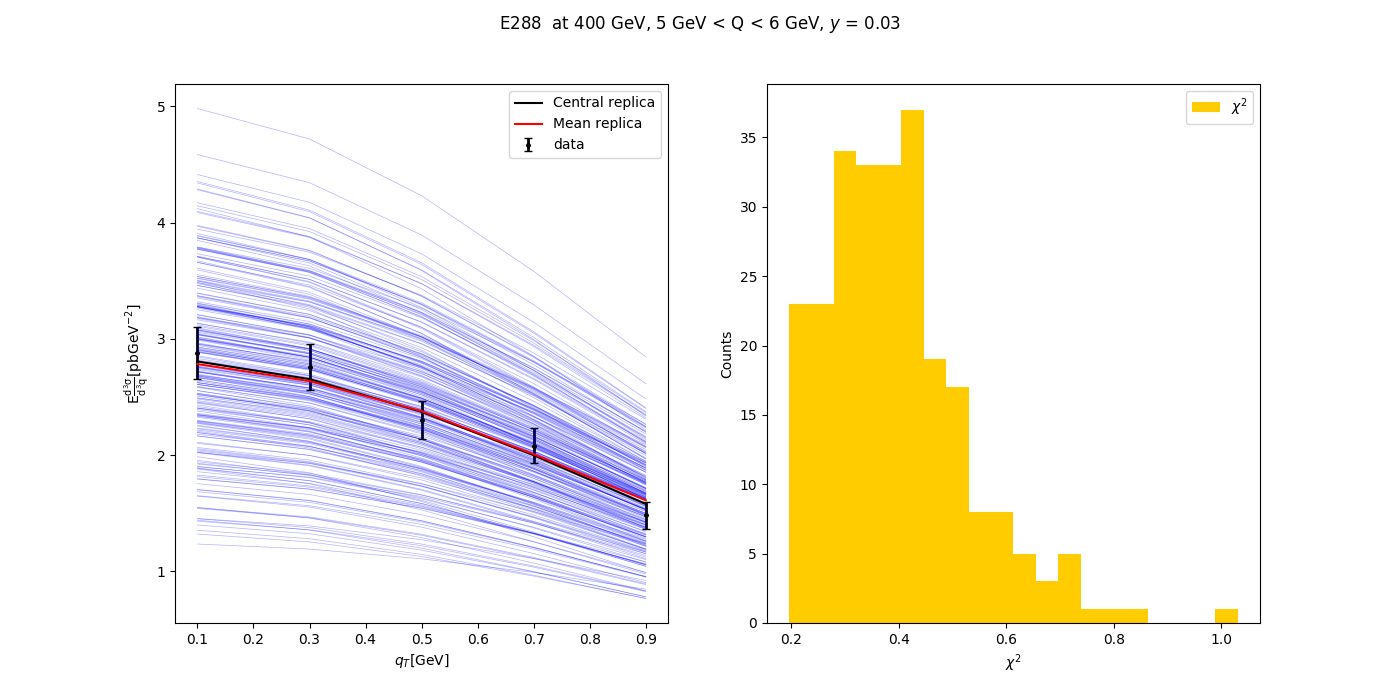 E288 at 400 GeV, 5 GeV < Q < 6 GeV, y = 0.03
Central replica
Mean replica
data
5
4
3
2
1
E d³σ/d³q [pbGeV⁻²]
0.1 0.2 0.3 0.4 0.5 0.6 0.7 0.8 0.9
q_T[GeV]
χ²
35
30
25
20
15
10
5
0
Counts
0.2 0.4 0.6 0.8 1.0
χ²